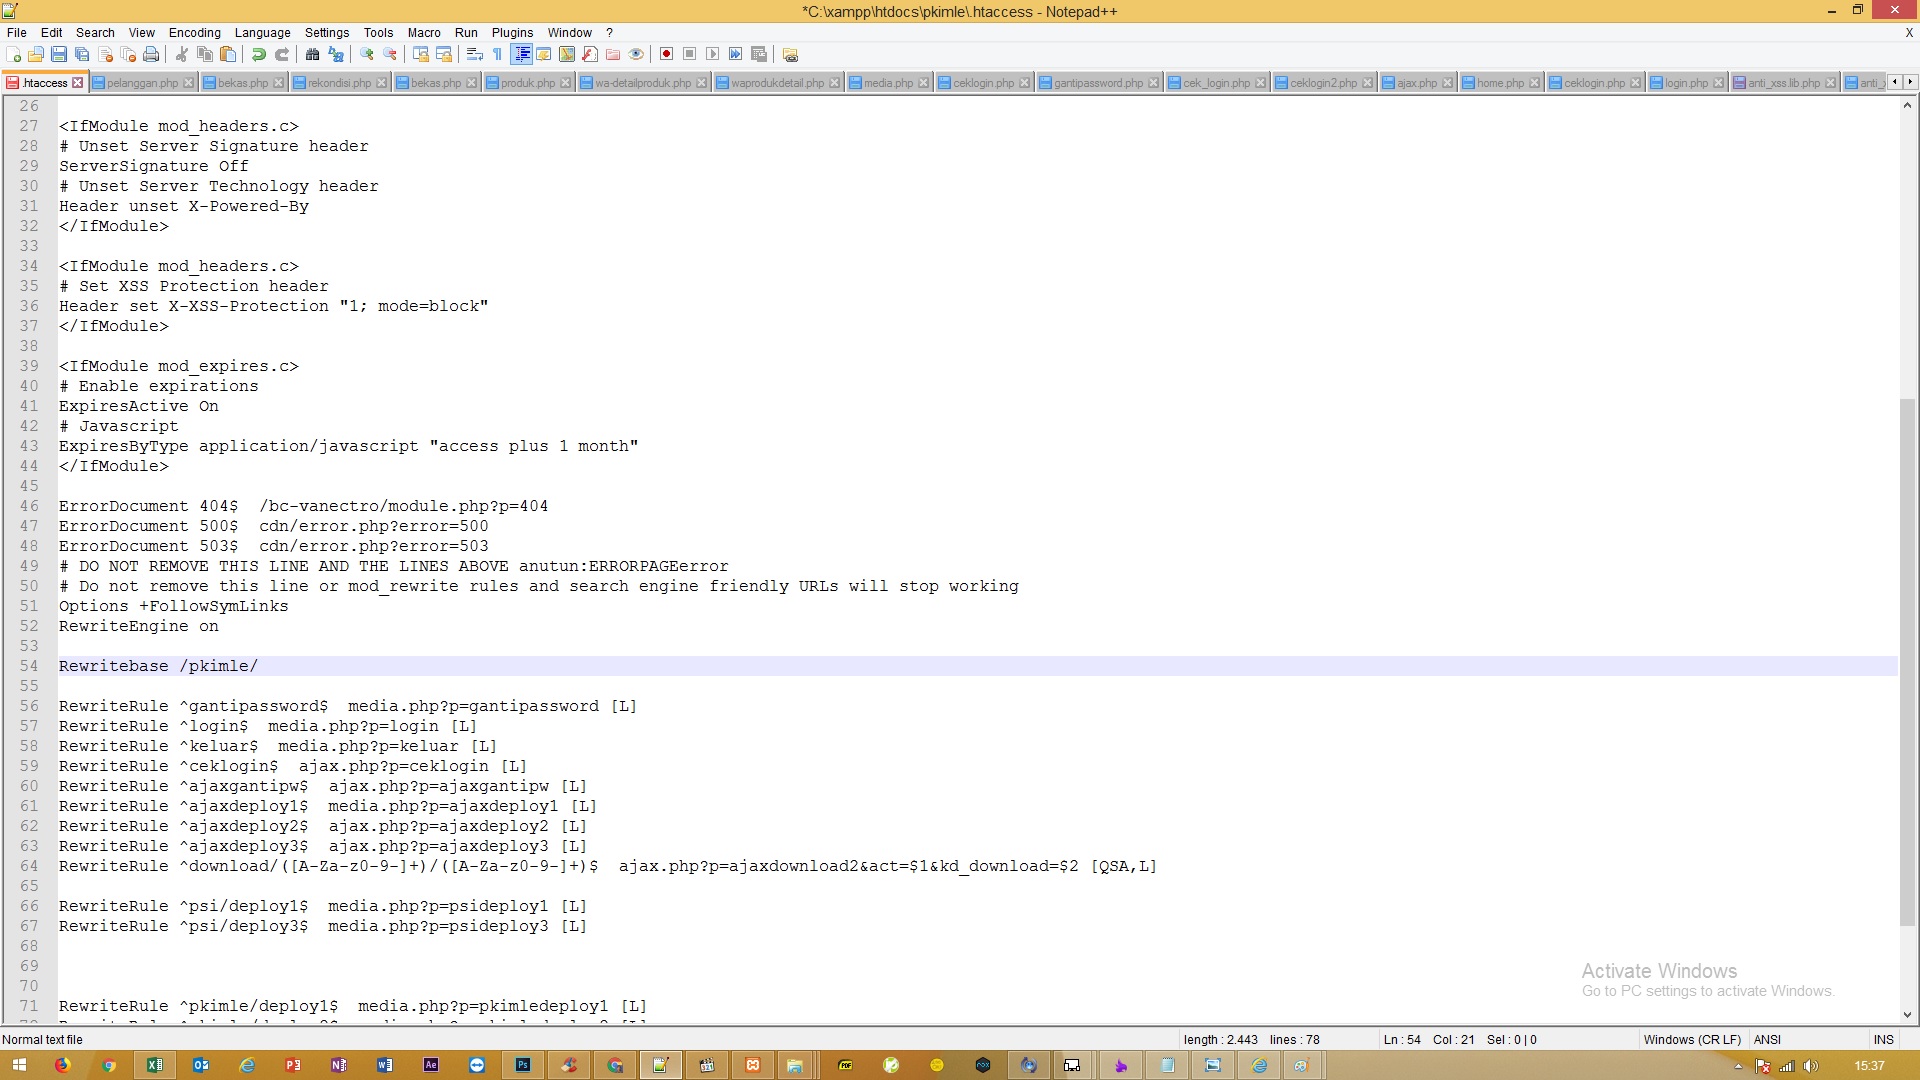 *C:\xampp\htdocs\pkimle\.htaccess - Notepad++
File Edit Search View Encoding Language Settings Tools Macro Run Plugins Window ? X
.htaccess pelanggan.php bekas.php rekondisi.php bekas.php produk.php wa-detailproduk.php waprodukdetail.php media.php ceklogin.php gantipassword.php cek_login.php ceklogin2.php ajax.php home.php ceklogin.php login.php anti_xss.lib.php anti_
26
27 <IfModule mod_headers.c>
28 # Unset Server Signature header
29 ServerSignature Off
30 # Unset Server Technology header
31 Header unset X-Powered-By
32 </IfModule>
33
34 <IfModule mod_headers.c>
35 # Set XSS Protection header
36 Header set X-XSS-Protection "1; mode=block"
37 </IfModule>
38
39 <IfModule mod_expires.c>
40 # Enable expirations
41 ExpiresActive On
42 # Javascript
43 ExpiresByType application/javascript "access plus 1 month"
44 </IfModule>
45
46 ErrorDocument 404$  /bc-vanectro/module.php?p=404
47 ErrorDocument 500$  cdn/error.php?error=500
48 ErrorDocument 503$  cdn/error.php?error=503
49 # DO NOT REMOVE THIS LINE AND THE LINES ABOVE anutun:ERRORPAGEerror
50 # Do not remove this line or mod_rewrite rules and search engine friendly URLs will stop working
51 Options +FollowSymLinks
52 RewriteEngine on
53
54 Rewritebase /pkimle/
55
56 RewriteRule ^gantipassword$  media.php?p=gantipassword [L]
57 RewriteRule ^login$  media.php?p=login [L]
58 RewriteRule ^keluar$  media.php?p=keluar [L]
59 RewriteRule ^ceklogin$  ajax.php?p=ceklogin [L]
60 RewriteRule ^ajaxgantipw$  ajax.php?p=ajaxgantipw [L]
61 RewriteRule ^ajaxdeploy1$  media.php?p=ajaxdeploy1 [L]
62 RewriteRule ^ajaxdeploy2$  ajax.php?p=ajaxdeploy2 [L]
63 RewriteRule ^ajaxdeploy3$  ajax.php?p=ajaxdeploy3 [L]
64 RewriteRule ^download/([A-Za-z0-9-]+)/([A-Za-z0-9-]+)$  ajax.php?p=ajaxdownload2&act=$1&kd_download=$2 [QSA,L]
65
66 RewriteRule ^psi/deploy1$  media.php?p=psideploy1 [L]
67 RewriteRule ^psi/deploy3$  media.php?p=psideploy3 [L]
68
69
70
71 RewriteRule ^pkimle/deploy1$  media.php?p=pkimledeploy1 [L]
Activate Windows
Go to PC settings to activate Windows.
Normal text file length : 2.443 lines : 78 Ln : 54 Col : 21 Sel : 0 | 0 Windows (CR LF) ANSI INS
15:37